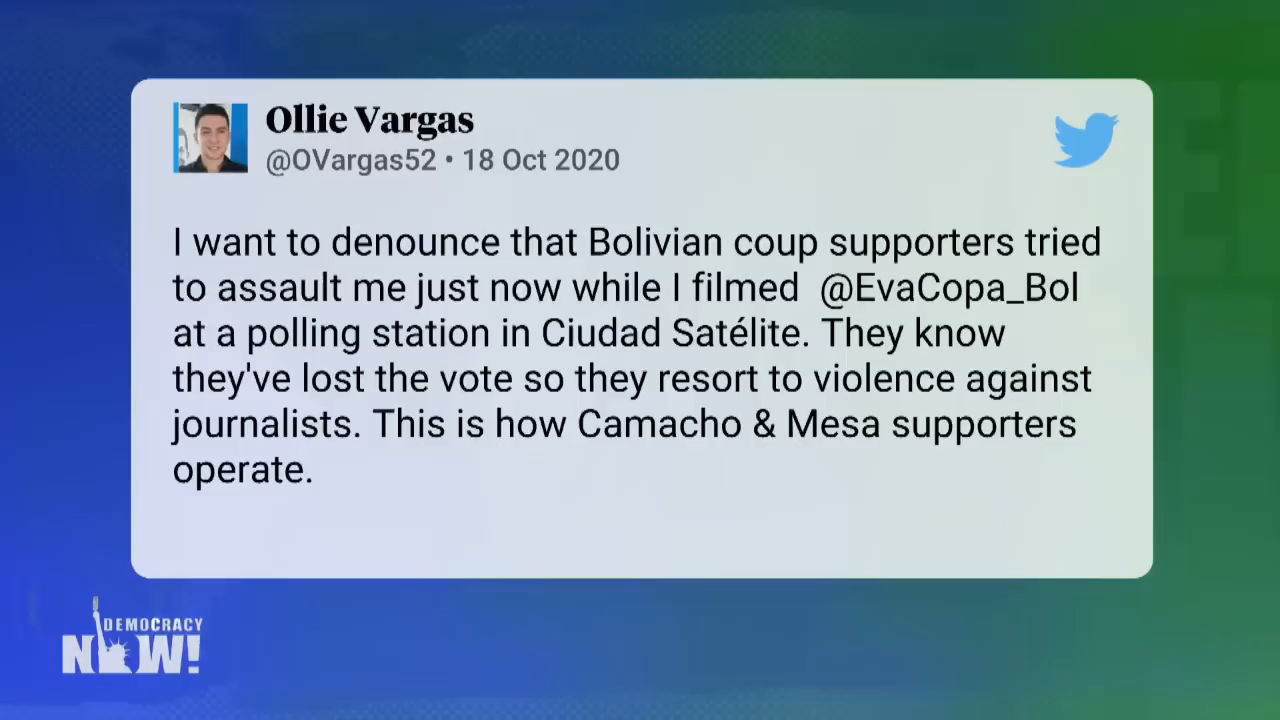 Ollie Vargas
@OVargas52 • 18 Oct 2020
I want to denounce that Bolivian coup supporters tried
to assault me just now while I filmed @EvaCopa_Bol
at a polling station in Ciudad Satélite. They know
they've lost the vote so they resort to violence against
journalists. This is how Camacho & Mesa supporters
operate.
DEMOCRACY
NOW!